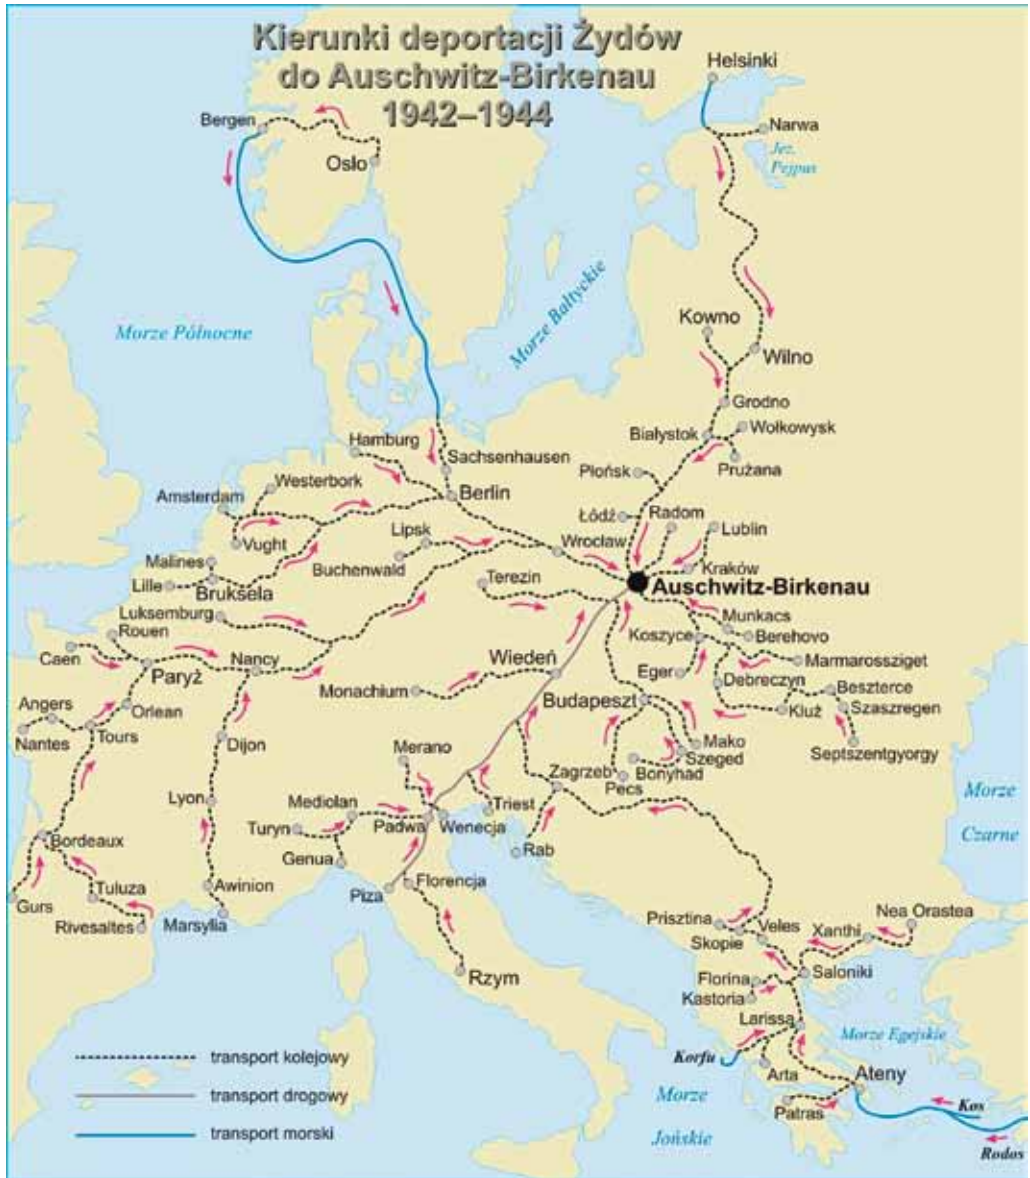 Kierunki deportacji Żydów
do Auschwitz-Birkenau
1942–1944
Helsinki
Narwa
Jez.
Pejpus
Bergen
Osło
Morze Północne
Morze Bałtyckie
Kowno
Wilno
Grodno
Wołkowysk
Białystok
Prużana
Hamburg
Sachsenhausen
Płońsk
Westerbork
Berlin
Amsterdam
Łódź
Radom
Lublin
Vught
Lipsk
Wrocław
Malines
Buchenwald
Kraków
Lille
Bruksela
Terezin
Auschwitz-Birkenau
Luksemburg
Munkacs
Rouen
Koszyce
Berehovo
Caen
Nancy
Wiedeń
Paryż
Eger
Marmarossziget
Monachium
Debreczyn
Beszterce
Angers
Orlean
Budapeszt
Kluż
Szaszregen
Nantes
Tours
Dijon
Merano
Mako
Szeged
Septszentgyorgy
Zagrzeb
Bonyhad
Pecs
Lyon
Mediolan
Triest
Morze
Czarne
Turyn
Padwa
Wenecja
Bordeaux
Genua
Rab
Tuluza
Awinion
Piza
Florencja
Gurs
Rivesaltes
Marsylia
Prisztina
Nea Orastea
Skopie
Veles
Xanthi
Rzym
Florina
Saloniki
Kastoria
Larissa
Morze Egejskie
transport kolejowy
Korfu
Arta
Ateny
transport drogowy
Morze
Jońskie
Patras
Kos
transport morski
Rodos